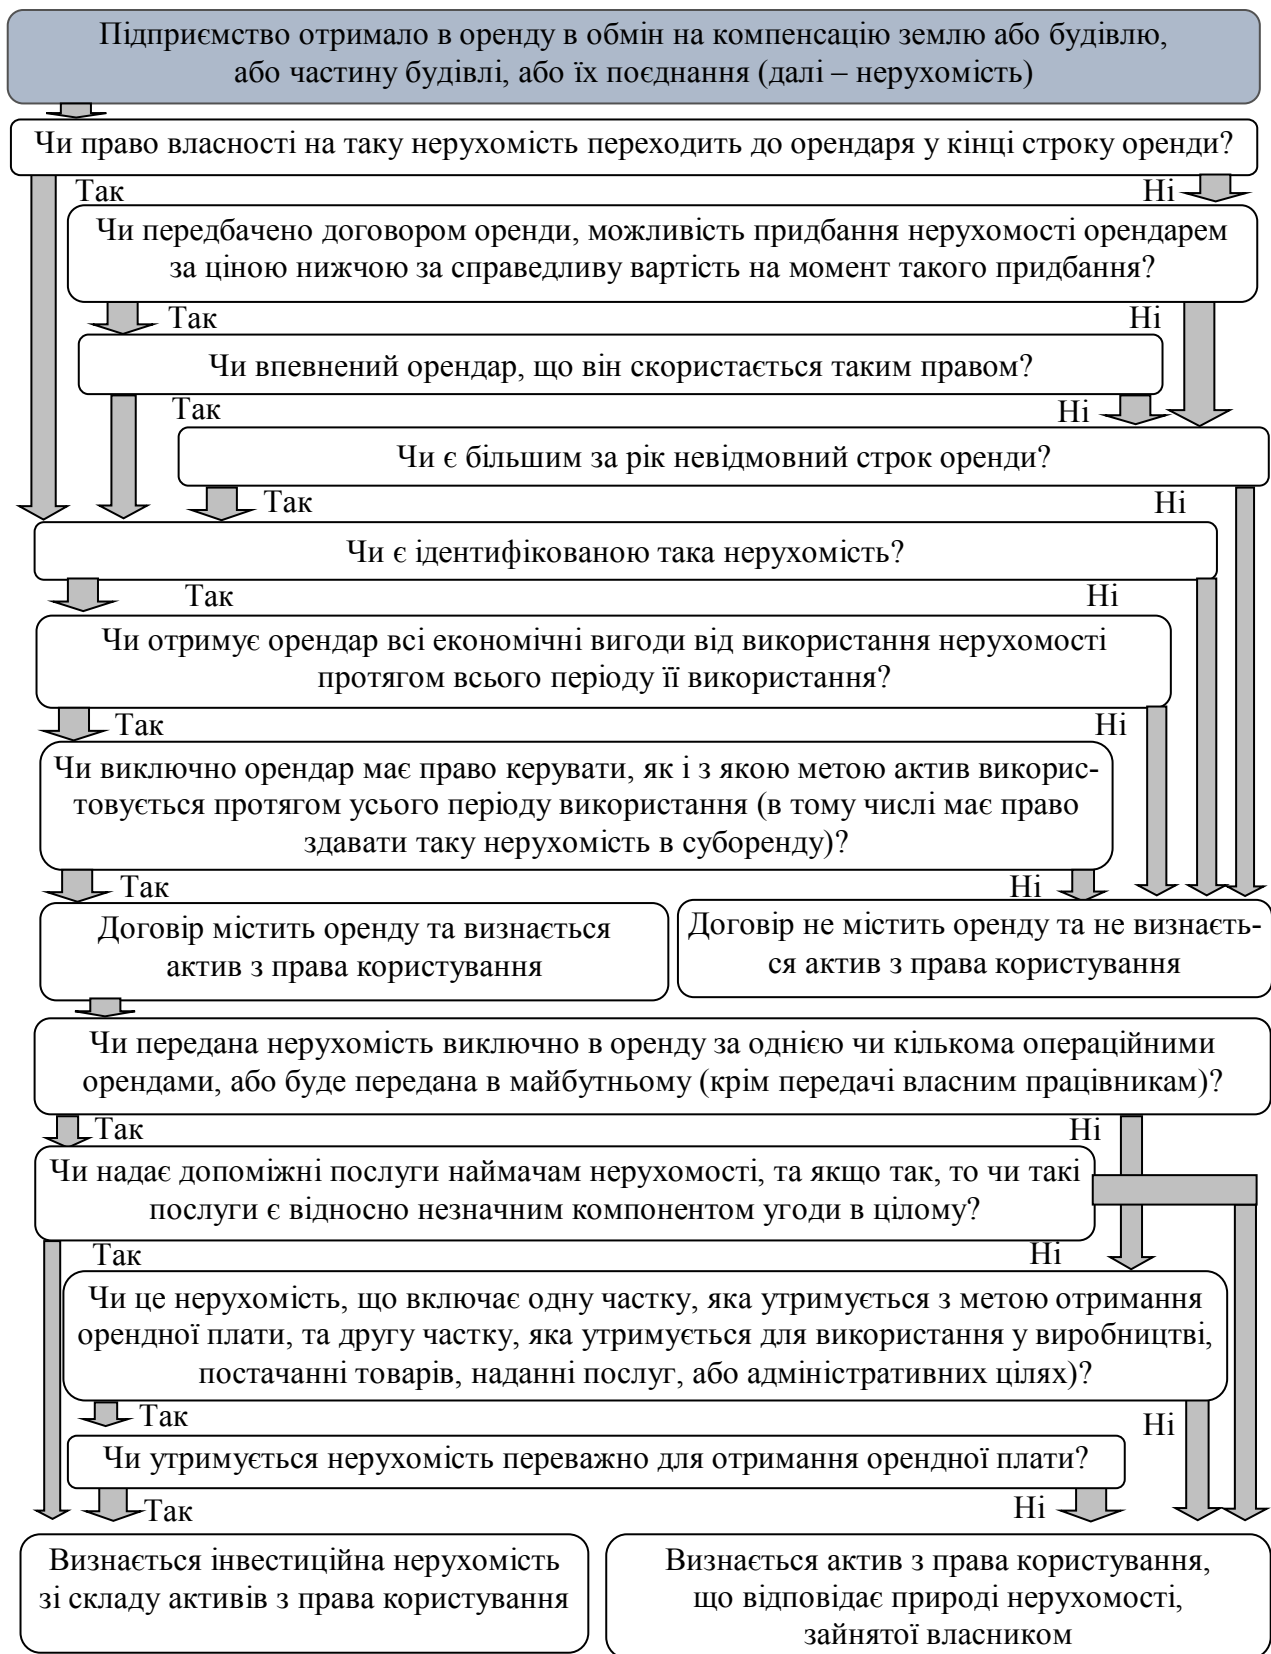 Підприємство отримало в оренду в обмін на компенсацію землю або будівлю,
або частину будівлі, або їх поєднання (далі – нерухомість)
Чи право власності на таку нерухомість переходить до орендаря у кінці строку оренди?
Так
Ні
Чи передбачено договором оренди, можливість придбання нерухомості орендарем
за ціною нижчою за справедливу вартість на момент такого придбання?
Так
Ні
Чи впевнений орендар, що він скористається таким правом?
Так
Ні
Чи є більшим за рік невідмовний строк оренди?
Так
Ні
Чи є ідентифікованою така нерухомість?
Так
Ні
Чи отримує орендар всі економічні вигоди від використання нерухомості
протягом всього періоду її використання?
Так
Ні
Чи виключно орендар має право керувати, як і з якою метою актив викорис-
товується протягом усього періоду використання (в тому числі має право
здавати таку нерухомість в суборенду)?
Так
Ні
Договір містить оренду та визнається
актив з права користування
Договір не містить оренду та не визнаєть-
ся актив з права користування
Чи передана нерухомість виключно в оренду за однією чи кількома операційними
орендами, або буде передана в майбутньому (крім передачі власним працівникам)?
Так
Ні
Чи надає допоміжні послуги наймачам нерухомості, та якщо так, то чи такі
послуги є відносно незначним компонентом угоди в цілому?
Так
Ні
Чи це нерухомість, що включає одну частку, яка утримується з метою отримання
орендної плати, та другу частку, яка утримується для використання у виробництві,
постачанні товарів, наданні послуг, або адміністративних цілях)?
Так
Ні
Чи утримується нерухомість переважно для отримання орендної плати?
Так
Ні
Визнається інвестиційна нерухомість
зі складу активів з права користування
Визнається актив з права користування,
що відповідає природі нерухомості,
зайнятої власником